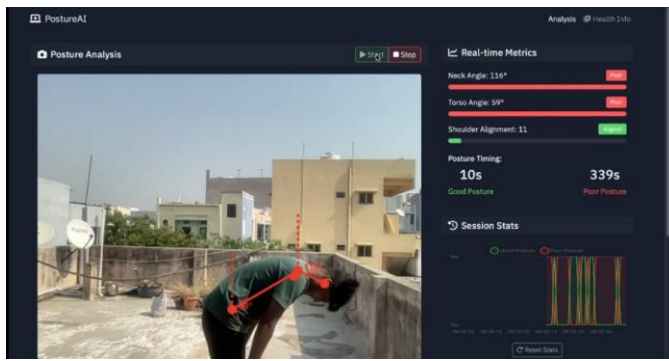 PostureAI
Analysis Health Info
Posture Analysis
Start Stop
Real-time Metrics
Neck Angle: 116° Poor
Torso Angle: 59° Poor
Shoulder Alignment: 11 Aligned
Posture Timing:
10s 339s
Good Posture Poor Posture
Session Stats
Good Posture Poor Posture
Reset Stats